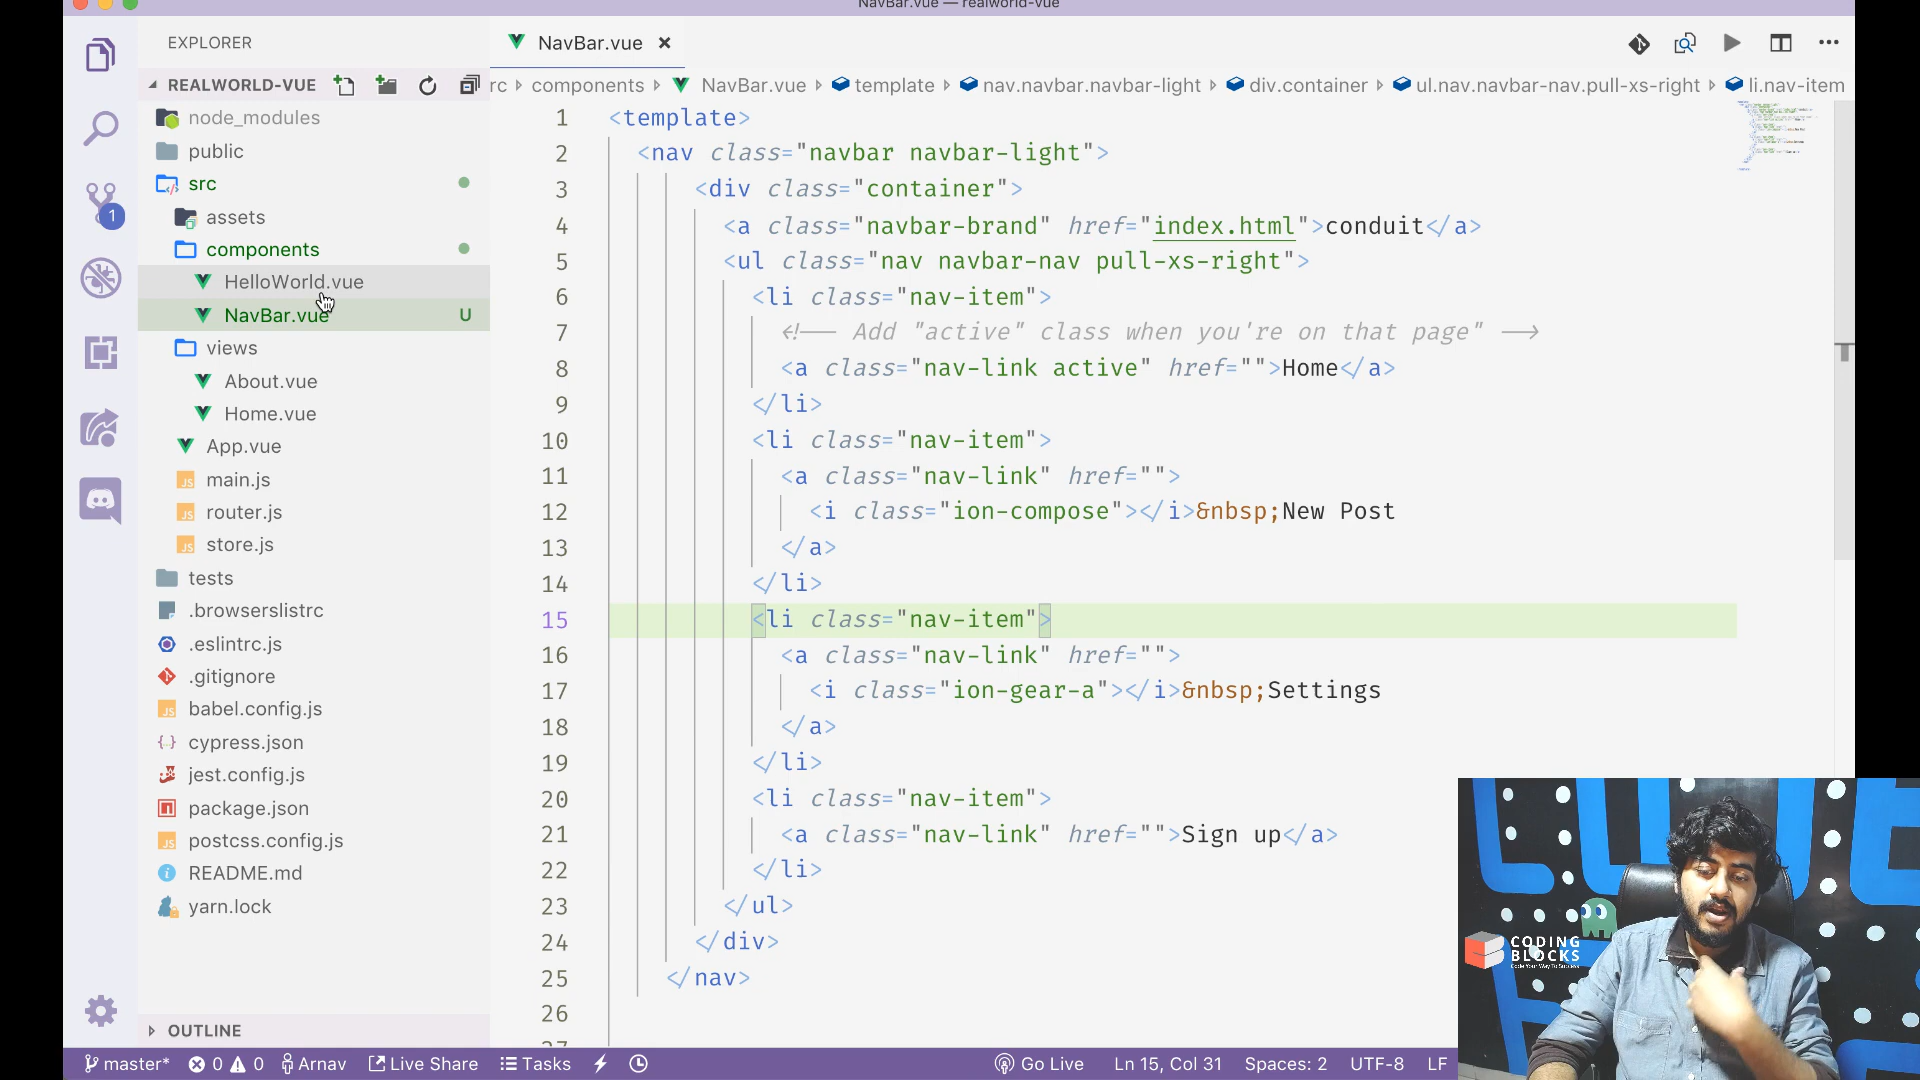 NavBar.vue — realworld-vue
EXPLORER
NavBar.vue
REALWORLD-VUE
rc components NavBar.vue template nav.navbar.navbar-light div.container ul.nav.navbar-nav.pull-xs-right li.nav-item
node_modules
public
src
assets
components
HelloWorld.vue
NavBar.vue U
views
About.vue
Home.vue
App.vue
main.js
router.js
store.js
tests
.browserslistrc
.eslintrc.js
.gitignore
babel.config.js
cypress.json
jest.config.js
package.json
postcss.config.js
README.md
yarn.lock
OUTLINE
1
1 <template>
2 <nav class="navbar navbar-light">
3 <div class="container">
4 <a class="navbar-brand" href="index.html">conduit</a>
5 <ul class="nav navbar-nav pull-xs-right">
6 <li class="nav-item">
7 <!-- Add "active" class when you're on that page" -->
8 <a class="nav-link active" href="">Home</a>
9 </li>
10 <li class="nav-item">
11 <a class="nav-link" href="">
12 <i class="ion-compose"></i>&nbsp;New Post
13 </a>
14 </li>
15 <li class="nav-item">
16 <a class="nav-link" href="">
17 <i class="ion-gear-a"></i>&nbsp;Settings
18 </a>
19 </li>
20 <li class="nav-item">
21 <a class="nav-link" href="">Sign up</a>
22 </li>
23 </ul>
24 </div>
25 </nav>
26
CODING
BLOCKS
Code Your Way To Success
master* 0 0 Arnav Live Share Tasks Go Live Ln 15, Col 31 Spaces: 2 UTF-8 LF